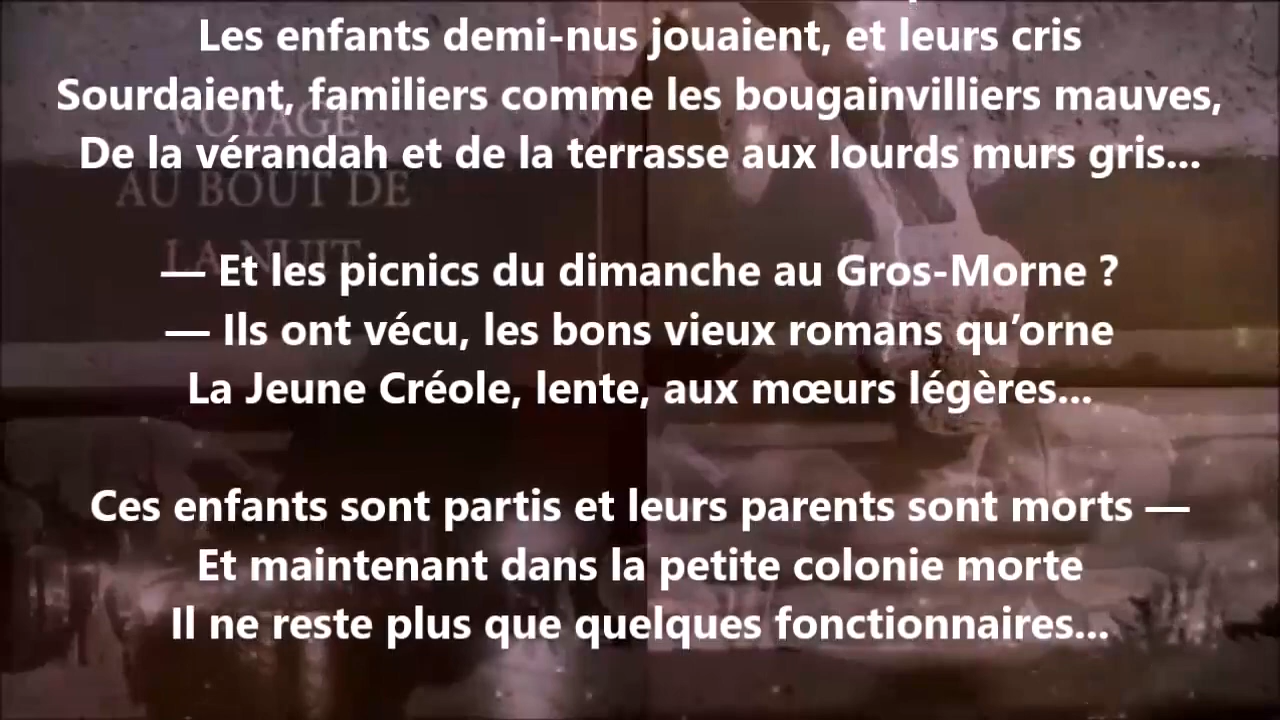 Les enfants demi-nus jouaient, et leurs cris
Sourdaient, familiers comme les bougainvilliers mauves,
De la vérandah et de la terrasse aux lourds murs gris...
— Et les picnics du dimanche au Gros-Morne ?
— Ils ont vécu, les bons vieux romans qu’orne
La Jeune Créole, lente, aux mœurs légères...
Ces enfants sont partis et leurs parents sont morts —
Et maintenant dans la petite colonie morte
Il ne reste plus que quelques fonctionnaires...
VOYAGE
AU BOUT DE
LA NUIT